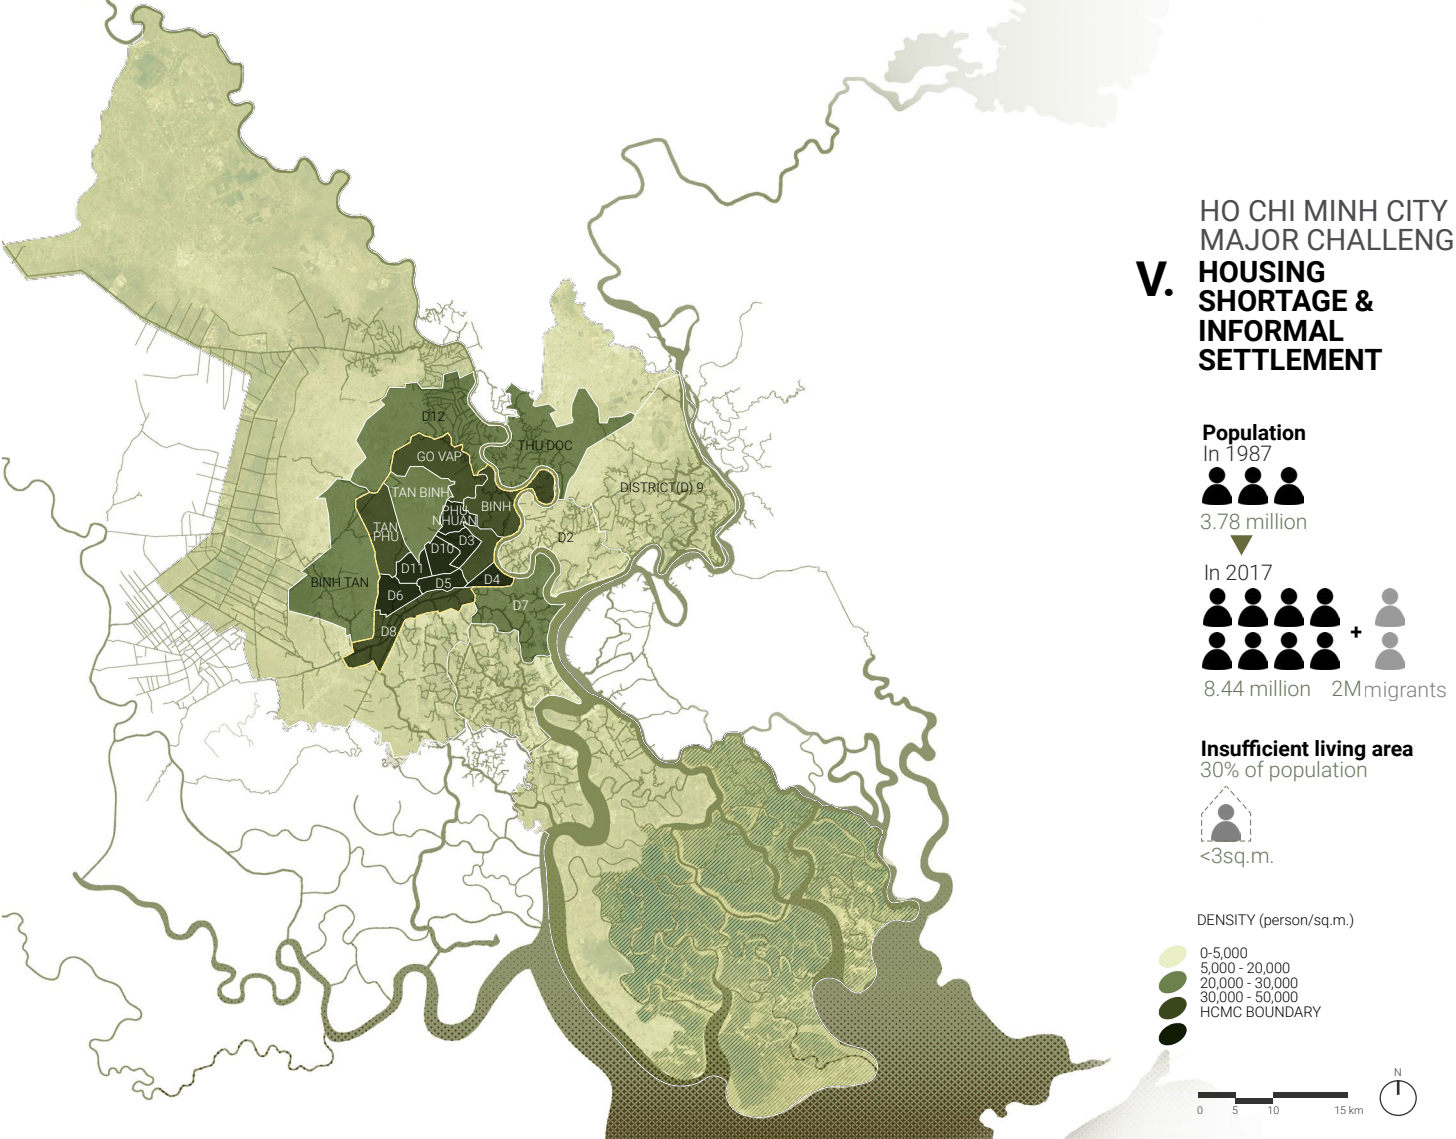 HO CHI MINH CITY
MAJOR CHALLENG
V.
HOUSING
SHORTAGE &
INFORMAL
SETTLEMENT
Population
In 1987
3.78 million
In 2017
+
8.44 million
2M migrants
Insufficient living area
30% of population
<3sq.m.
DENSITY (person/sq.m.)
0-5,000
5,000 - 20,000
20,000 - 30,000
30,000 - 50,000
HCMC BOUNDARY
N
0 5 10 15 km
D12
THU DOC
GO VAP
TAN BINH
DISTRICT(D) 9
PHU
NHUAN
BINH
TAN
PHU
D3
D2
D10
D11
BINH TAN
D5
D4
D6
D7
D8